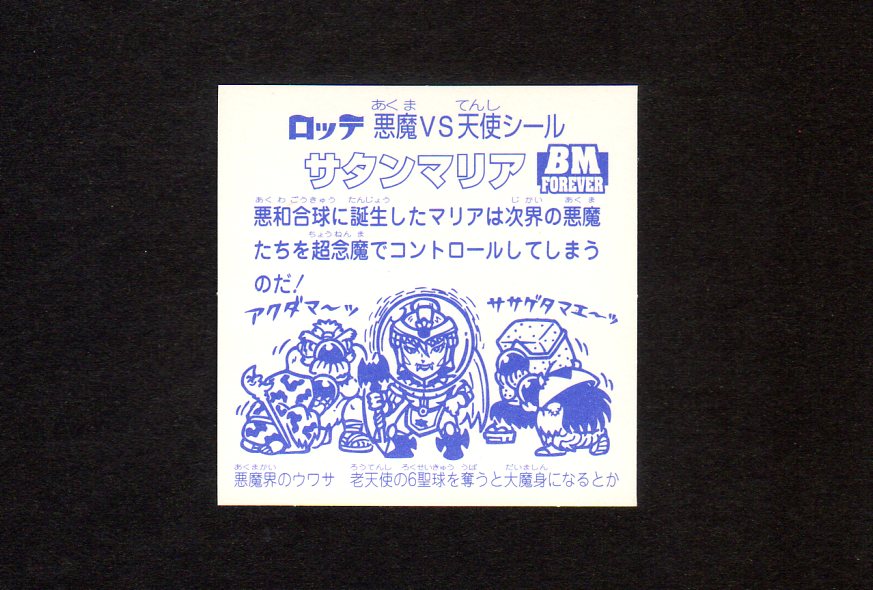 あくま てんし
ロッテ 悪魔VS天使シール
サタンマリア BM FOREVER
あくわごうきゅう たんじょう じかい あくま
悪和合球に誕生したマリアは次界の悪魔
ちょうねんま
たちを超念魔でコントロールしてしまう
のだ!
アクダマ〜ッ ササゲタマエ〜ッ
あくまかい ろうてんし ろくせいきゅう うば だいましん
悪魔界のウワサ 老天使の6聖球を奪うと大魔身になるとか